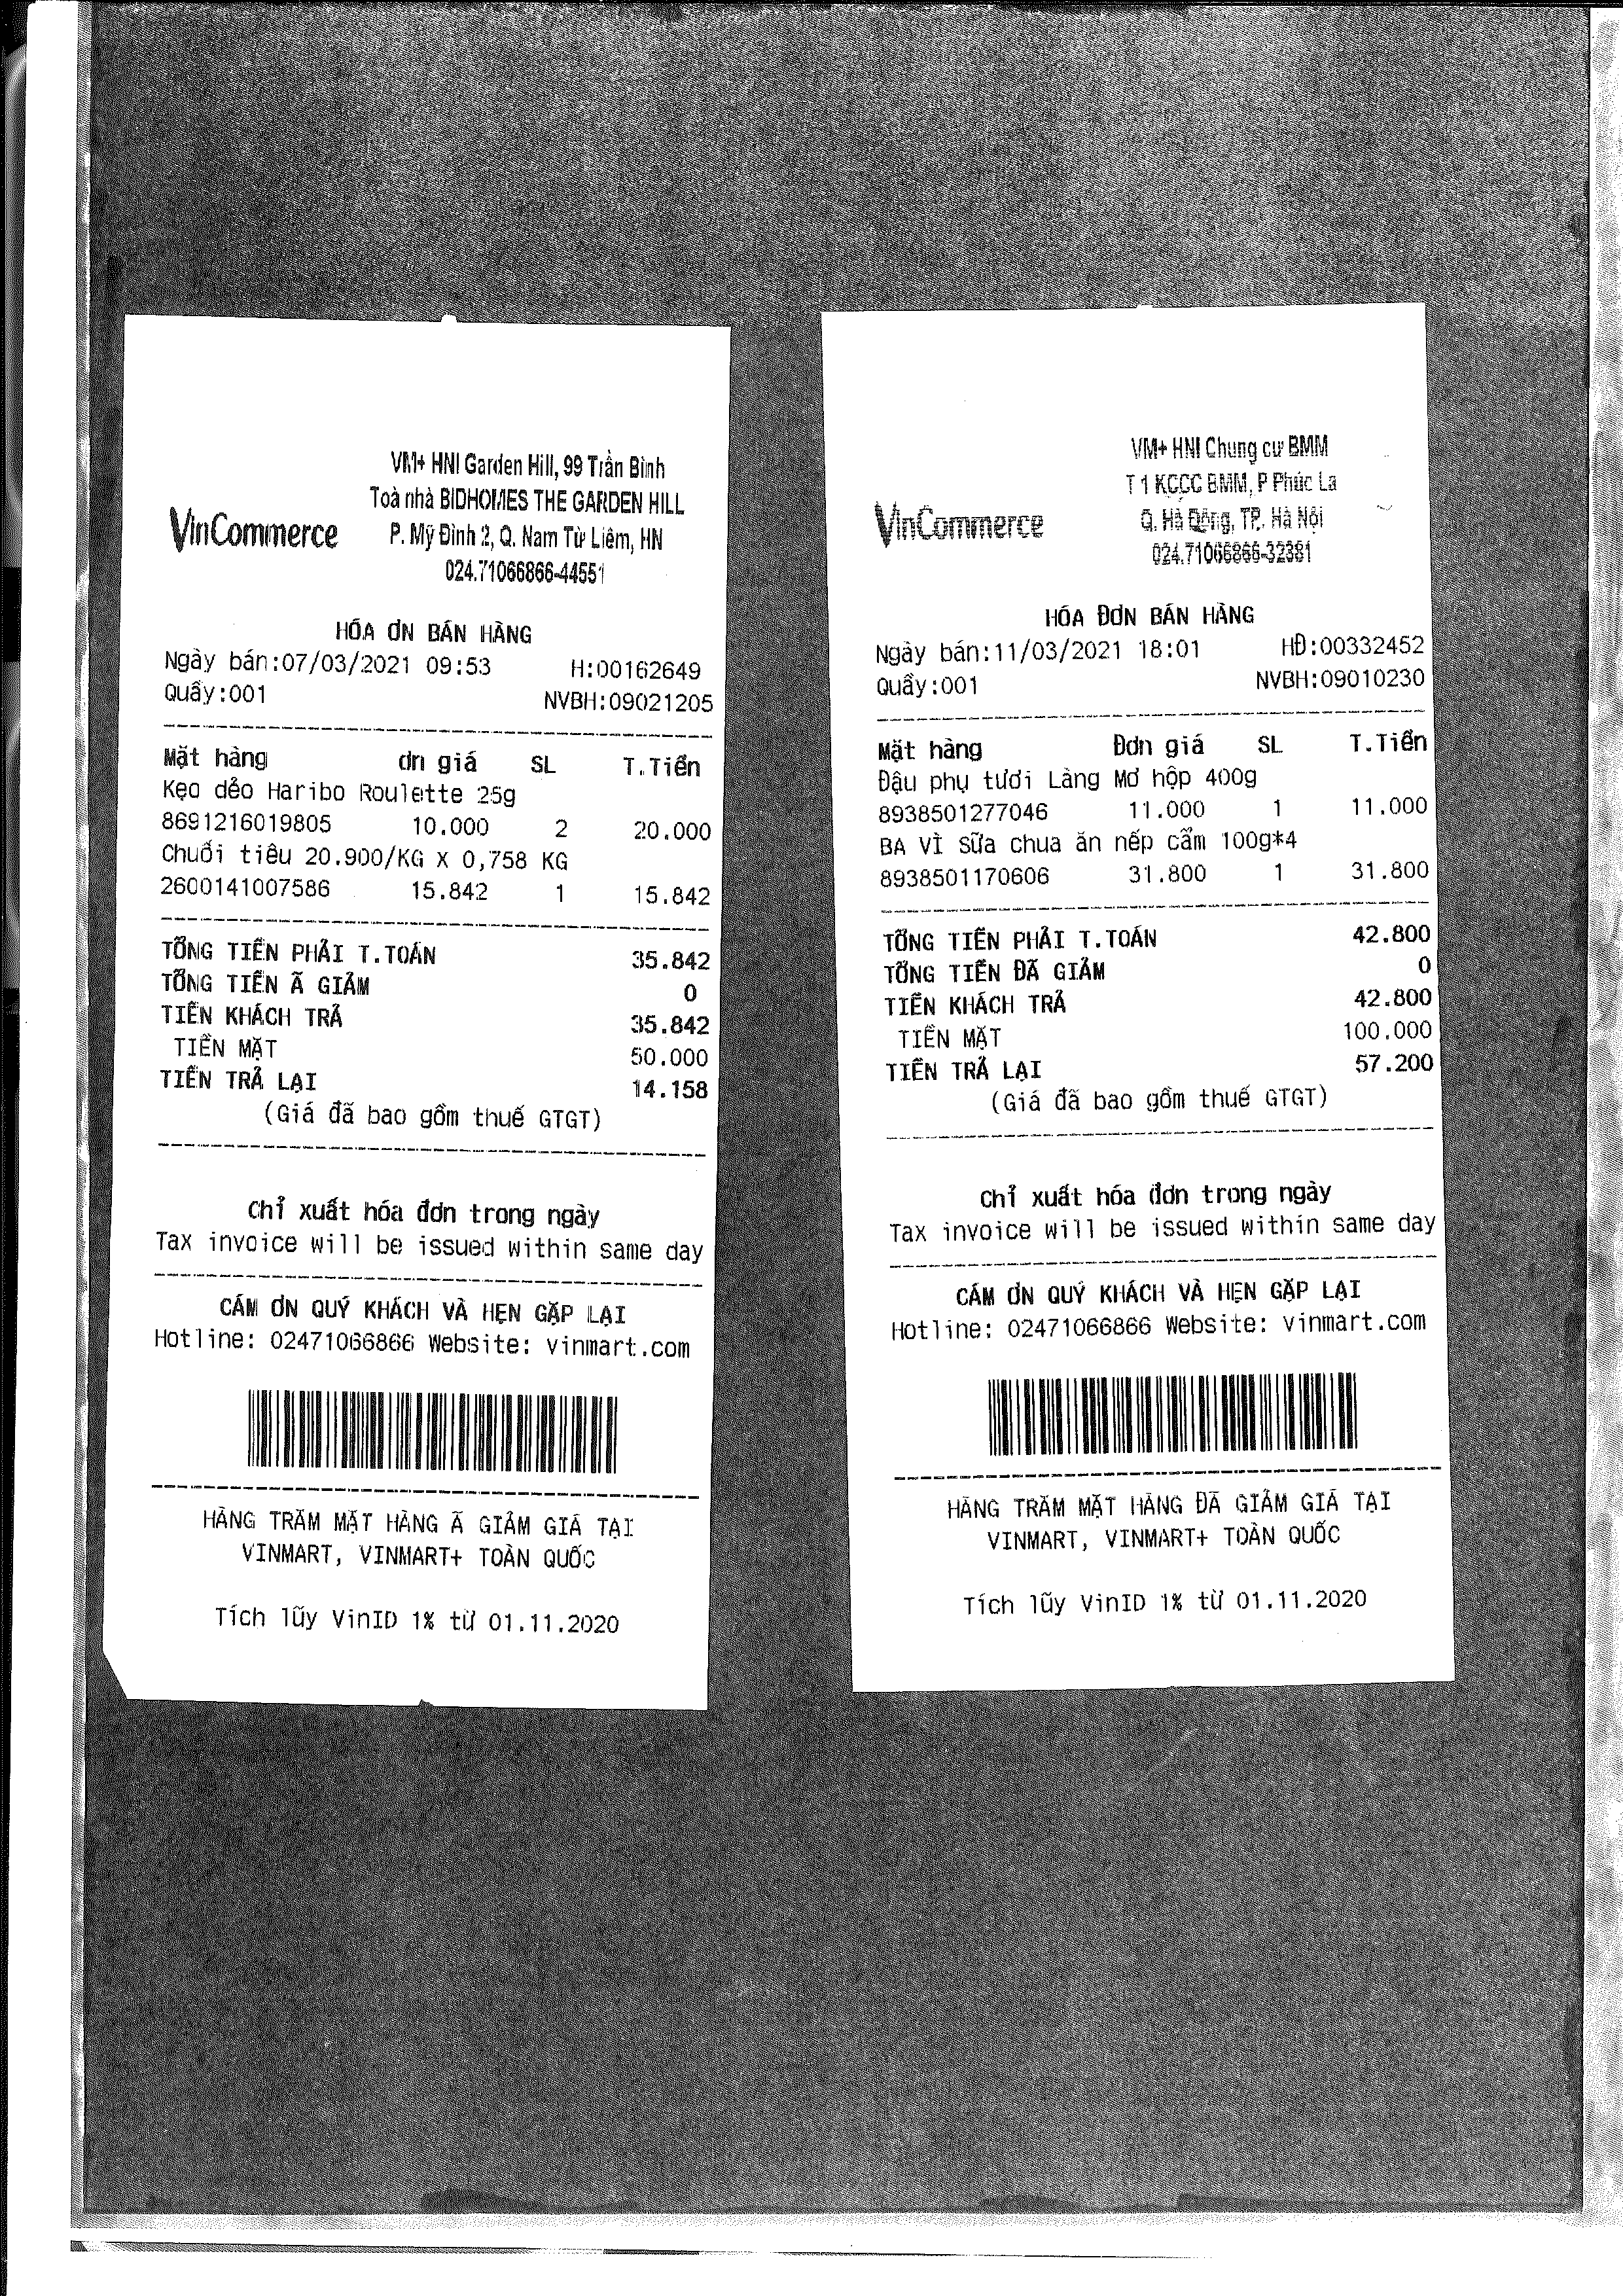 VM+ HNI Garden Hill, 99 Trần Bình
Toà nhà BIDHOMES THE GARDEN HILL
VinCommerce
P. Mỹ Đình 2, Q. Nam Từ Liêm, HN
024.71066866-44551
HÓA ƠN BÁN HÀNG
Ngày bán:07/03/2021 09:53 H:00162649
Quầy:001 NVBH:09021205
Mặt hàng ơn giá SL T.Tiền
Kẹo dẻo Haribo Roulette 25g
8691216019805 10.000 2 20.000
Chuối tiêu 20.900/KG X 0,758 KG
2600141007586 15.842 1 15.842
TỔNG TIỀN PHẢI T.TOÁN 35.842
TỔNG TIỀN Ã GIẢM 0
TIỀN KHÁCH TRẢ 35.842
TIỀN MẶT 50.000
TIỀN TRẢ LẠI 14.158
(Giá đã bao gồm thuế GTGT)
Chỉ xuất hóa đơn trong ngày
Tax invoice will be issued within same day
CÁM ƠN QUÝ KHÁCH VÀ HẸN GẶP LẠI
Hotline: 02471066866 Website: vinmart.com
HÀNG TRĂM MẶT HÀNG Ã GIẢM GIÁ TẠI
VINMART, VINMART+ TOÀN QUỐC
Tích lũy VinID 1% từ 01.11.2020
VM+ HNI Chung cư BMM
T 1 KCCC BMM, P Phúc La
VinCommerce
Q. Hà Đông, TP. Hà Nội
024.71066866-32381
HÓA ĐƠN BÁN HÀNG
Ngày bán:11/03/2021 18:01 HĐ:00332452
Quầy:001 NVBH:09010230
Mặt hàng Đơn giá SL T.Tiền
Đậu phụ tươi Làng Mơ hộp 400g
8938501277046 11.000 1 11.000
BA VÌ Sữa chua ăn nếp cẩm 100g*4
8938501170606 31.800 1 31.800
TỔNG TIỀN PHẢI T.TOÁN 42.800
TỔNG TIỀN ĐÃ GIẢM 0
TIỀN KHÁCH TRẢ 42.800
TIỀN MẶT 100.000
TIỀN TRẢ LẠI 57.200
(Giá đã bao gồm thuế GTGT)
Chỉ xuất hóa đơn trong ngày
Tax invoice will be issued within same day
CÁM ƠN QUÝ KHÁCH VÀ HẸN GẶP LẠI
Hotline: 02471066866 Website: vinmart.com
HÀNG TRĂM MẶT HÀNG ĐÃ GIẢM GIÁ TẠI
VINMART, VINMART+ TOÀN QUỐC
Tích lũy VinID 1% từ 01.11.2020